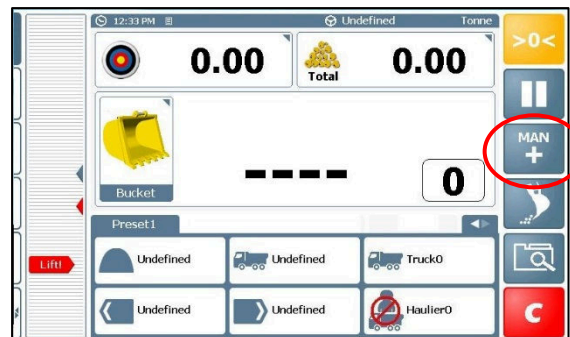 12:33 PM Undefined Tonne
>0<
0.00
Total 0.00
MAN
+
Bucket ---- 0
Preset1
Lift!
Undefined Undefined Truck0
Undefined Undefined Haulier0
C